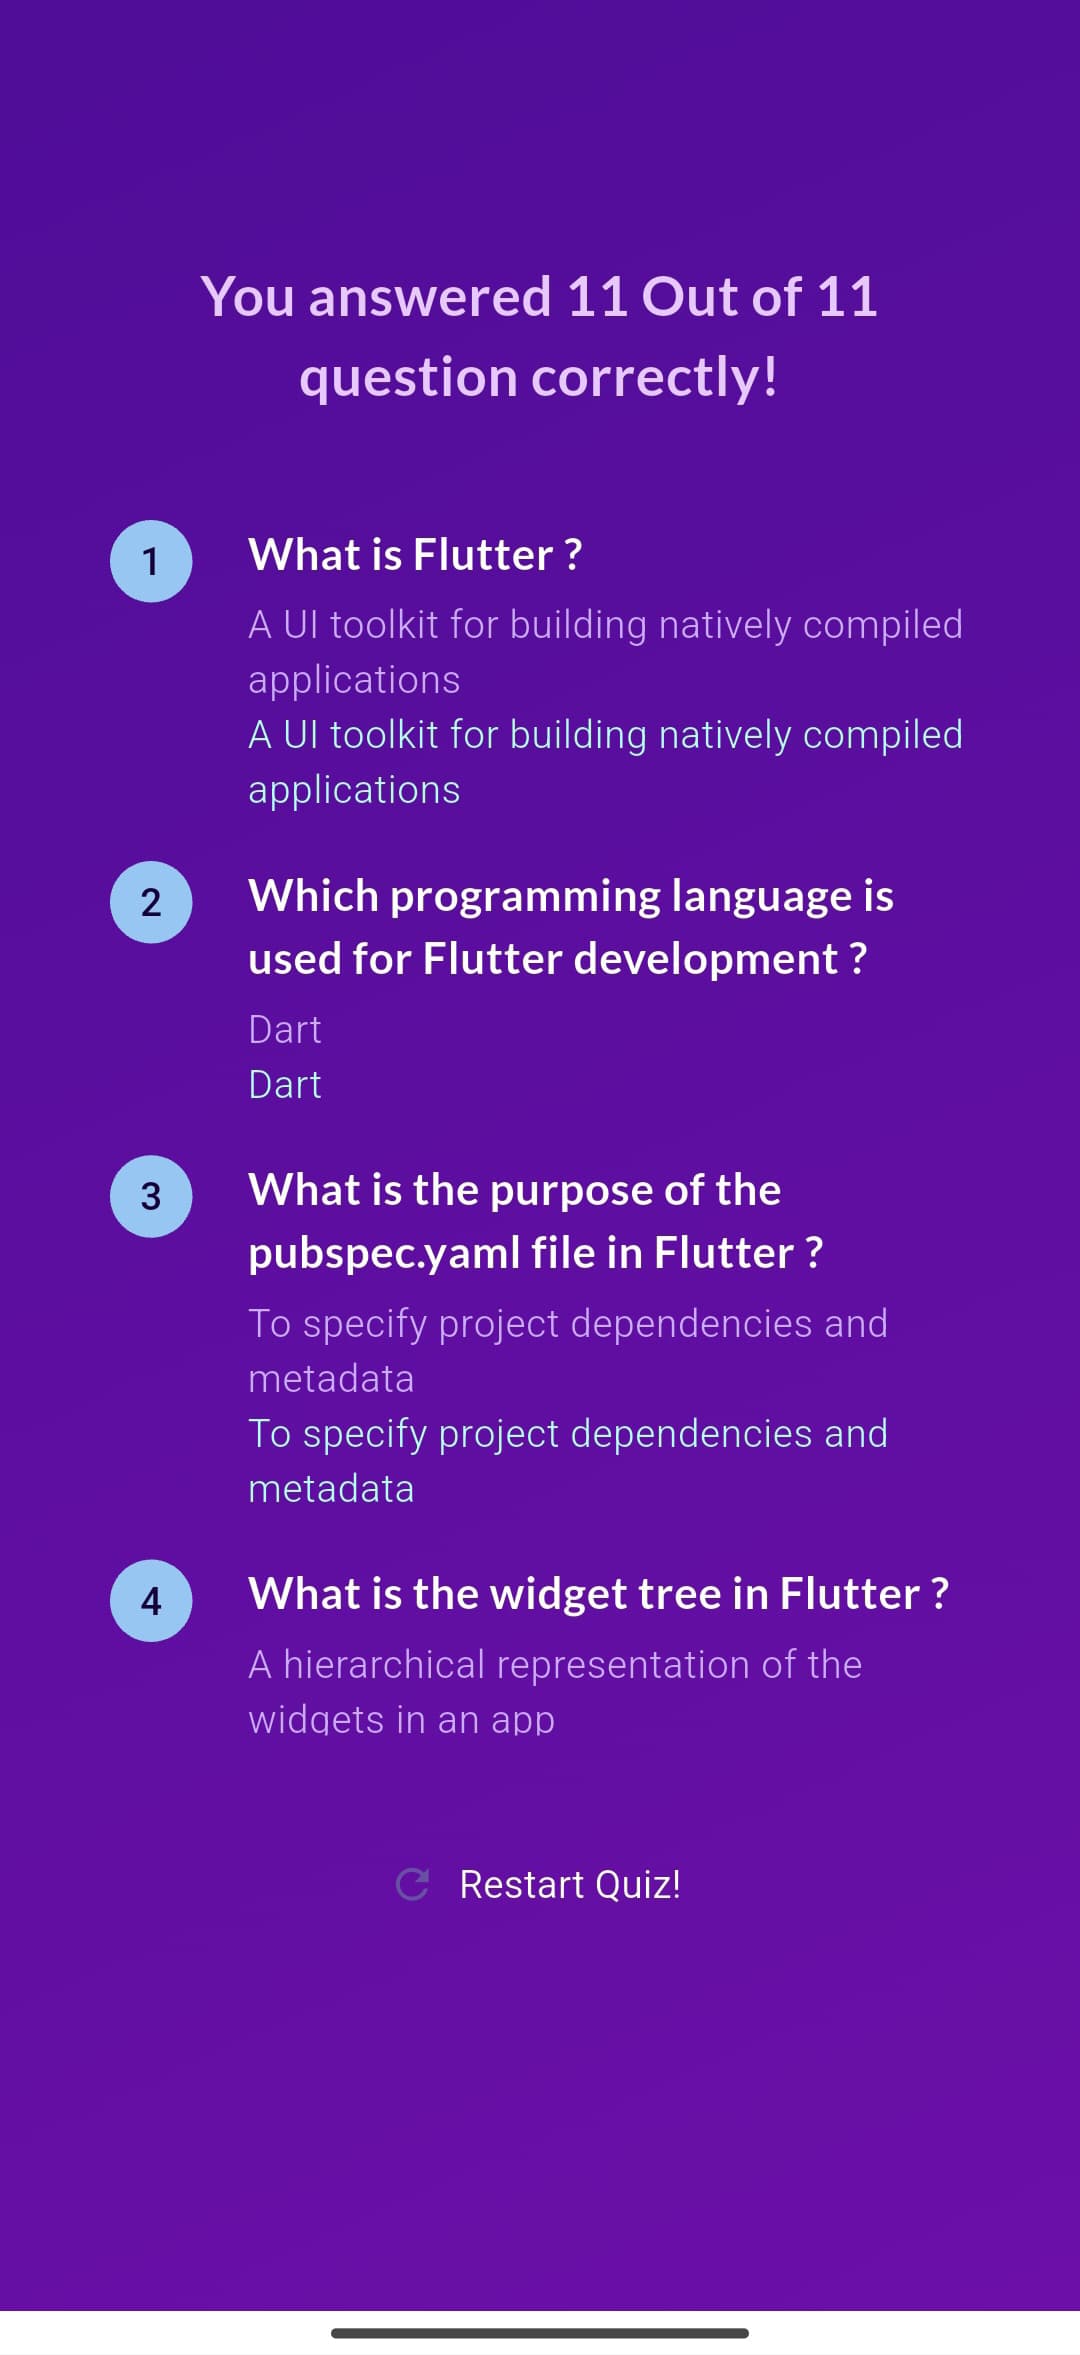 You answered 11 Out of 11
question correctly!
1
What is Flutter ?
A UI toolkit for building natively compiled
applications
A UI toolkit for building natively compiled
applications
2
Which programming language is
used for Flutter development ?
Dart
Dart
3
What is the purpose of the
pubspec.yaml file in Flutter ?
To specify project dependencies and
metadata
To specify project dependencies and
metadata
4
What is the widget tree in Flutter ?
A hierarchical representation of the
widgets in an app
Restart Quiz!